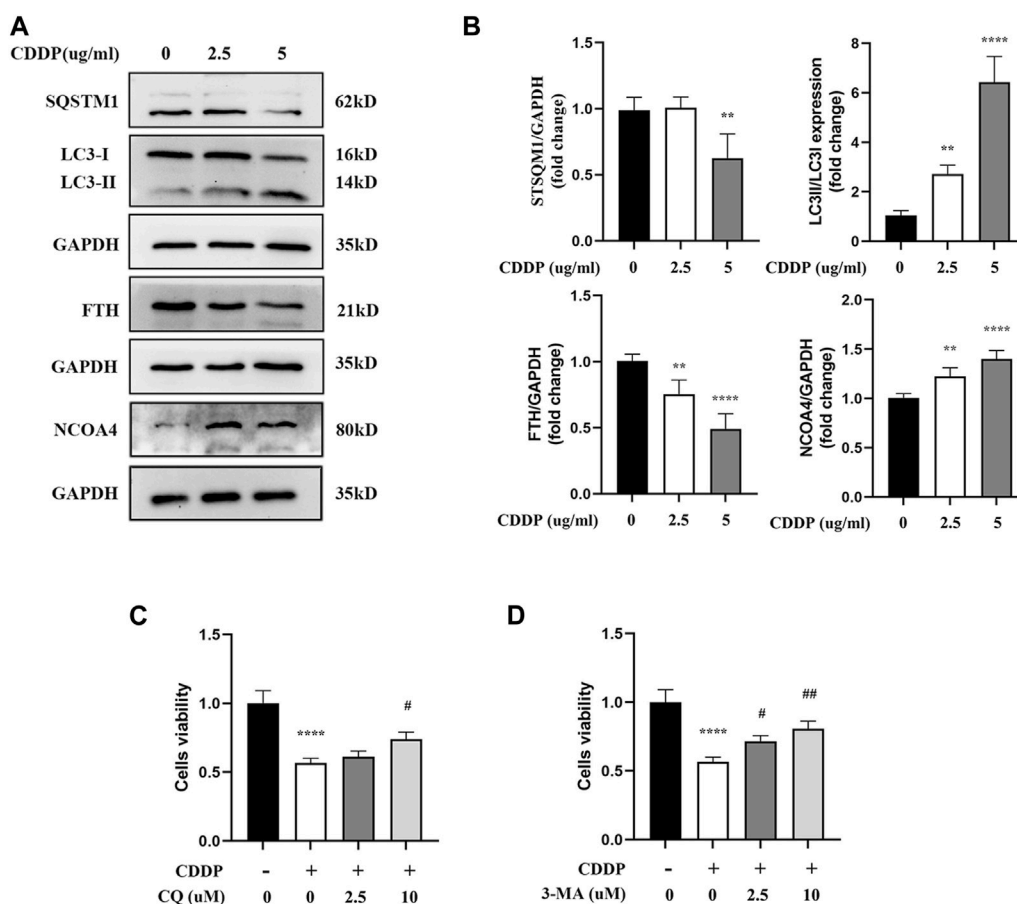 A
CDDP(ug/ml) 0 2.5 5
SQSTM1 62kD
LC3-I 16kD
LC3-II 14kD
GAPDH 35kD
FTH 21kD
GAPDH 35kD
NCOA4 80kD
GAPDH 35kD
B
STSQM1/GAPDH
(fold change)
1.5
1.0
0.5
0.0
**
CDDP (ug/ml) 0 2.5 5
LC3II/LC3I expression
(fold change)
8
6
4
2
0
**
****
CDDP (ug/ml) 0 2.5 5
FTH/GAPDH
(fold change)
1.5
1.0
0.5
0.0
**
****
CDDP (ug/ml) 0 2.5 5
NCOA4/GAPDH
(fold change)
2.0
1.5
1.0
0.5
0.0
**
****
CDDP (ug/ml) 0 2.5 5
C
Cells viability
1.5
1.0
0.5
0.0
****
#
CDDP - + + +
CQ (uM) 0 0 2.5 10
D
Cells viability
1.5
1.0
0.5
0.0
****
#
##
CDDP - + + +
3-MA (uM) 0 0 2.5 10